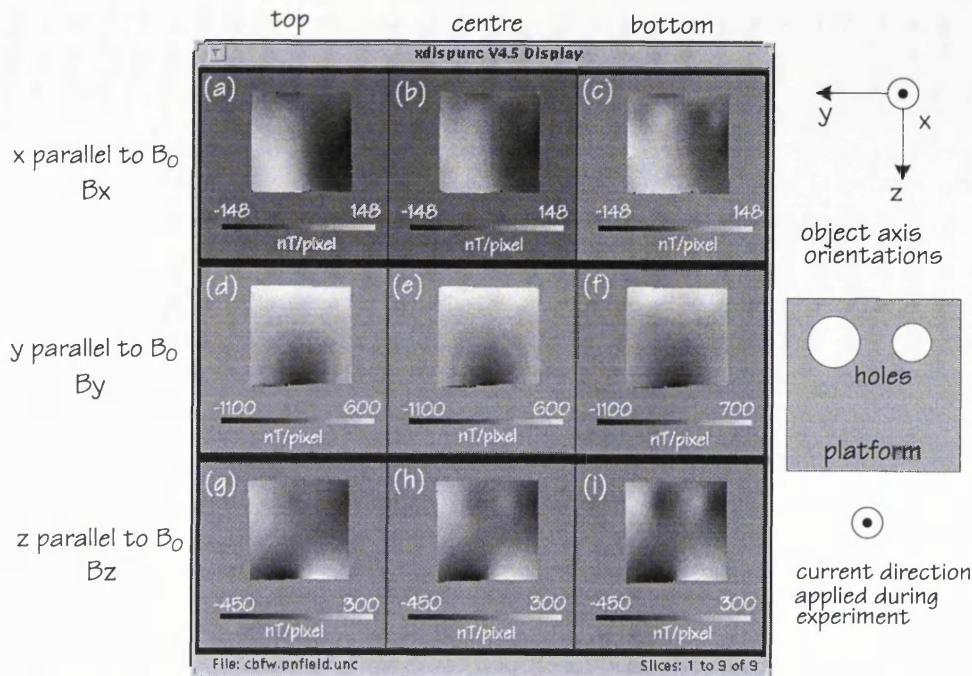 top centre bottom
xdispunc V4.5 Display
x parallel to B0
Bx
(a) (b) (c)
-148 148 -148 148 -148 148
nT/pixel nT/pixel nT/pixel
y parallel to B0
By
(d) (e) (f)
-1100 600 -1100 600 -1100 700
nT/pixel nT/pixel nT/pixel
z parallel to B0
Bz
(g) (h) (i)
-450 300 -450 300 -450 300
nT/pixel nT/pixel nT/pixel
File: cbfw.pnfield.unc Slices: 1 to 9 of 9
y x
z
object axis
orientations
holes
platform
current direction
applied during
experiment